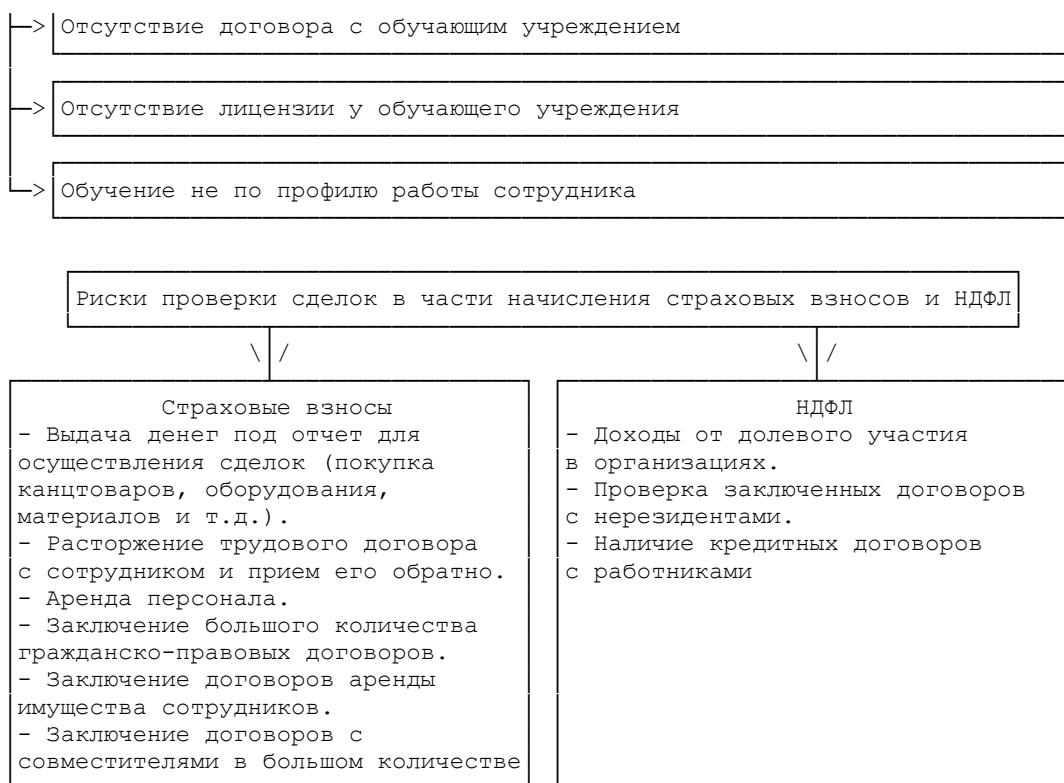 Отсутствие договора с обучающим учреждением
Отсутствие лицензии у обучающего учреждения
Обучение не по профилю работы сотрудника
Риски проверки сделок в части начисления страховых взносов и НДФЛ
Страховые взносы
- Выдача денег под отчет для
осуществления сделок (покупка
канцтоваров, оборудования,
материалов и т.д.).
- Расторжение трудового договора
с сотрудником и прием его обратно.
- Аренда персонала.
- Заключение большого количества
гражданско-правовых договоров.
- Заключение договоров аренды
имущества сотрудников.
- Заключение договоров с
совместителями в большом количестве
НДФЛ
- Доходы от долевого участия
в организациях.
- Проверка заключенных договоров
с нерезидентами.
- Наличие кредитных договоров
с работниками